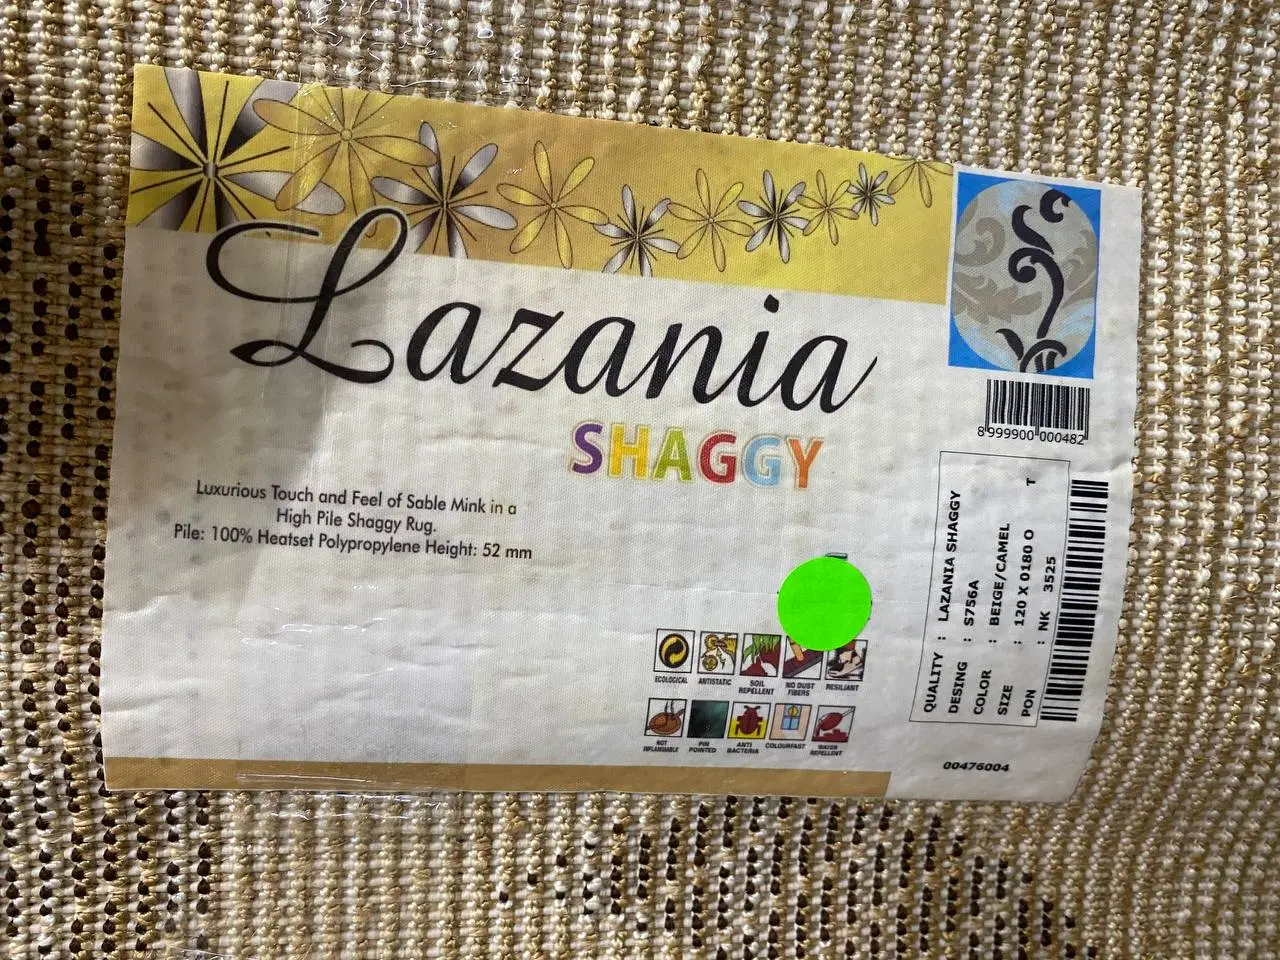 Lazania
SHAGGY
Luxurious Touch and Feel of Sable Mink in a
High Pile Shaggy Rug.
Pile: 100% Heatset Polypropylene Height: 52 mm
ECOLOGICAL
ANTISTATIC
SOIL REPELLENT
NO DUST FIBERS
RESILIANT
NOT INFLAMMABLE
PIN POINTED
ANTI BACTERIA
COLOURFAST
WATER REPELLENT
8 999900 000482
QUALITY : LAZANIA SHAGGY
DESING : S756A
COLOR : BEIGE/CAMEL
SIZE : 120 X 0180 O T
PON : NK 3525
00476004